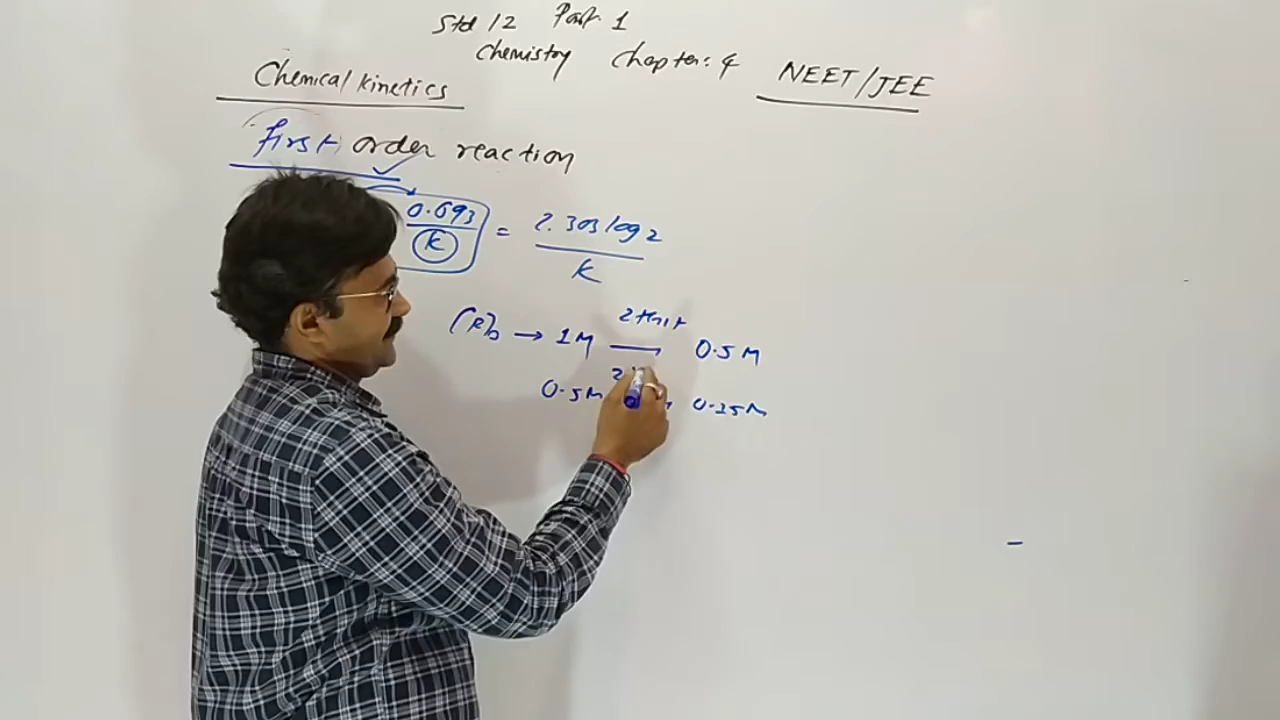 Std 12 Part 1
Chemistry Chapter: 4 NEET/JEE
Chemical kinetics
First order reaction
0.693
K
= 2.303 log 2
K
[R]0 → 1M 0.5 M
0.5M 0.25M